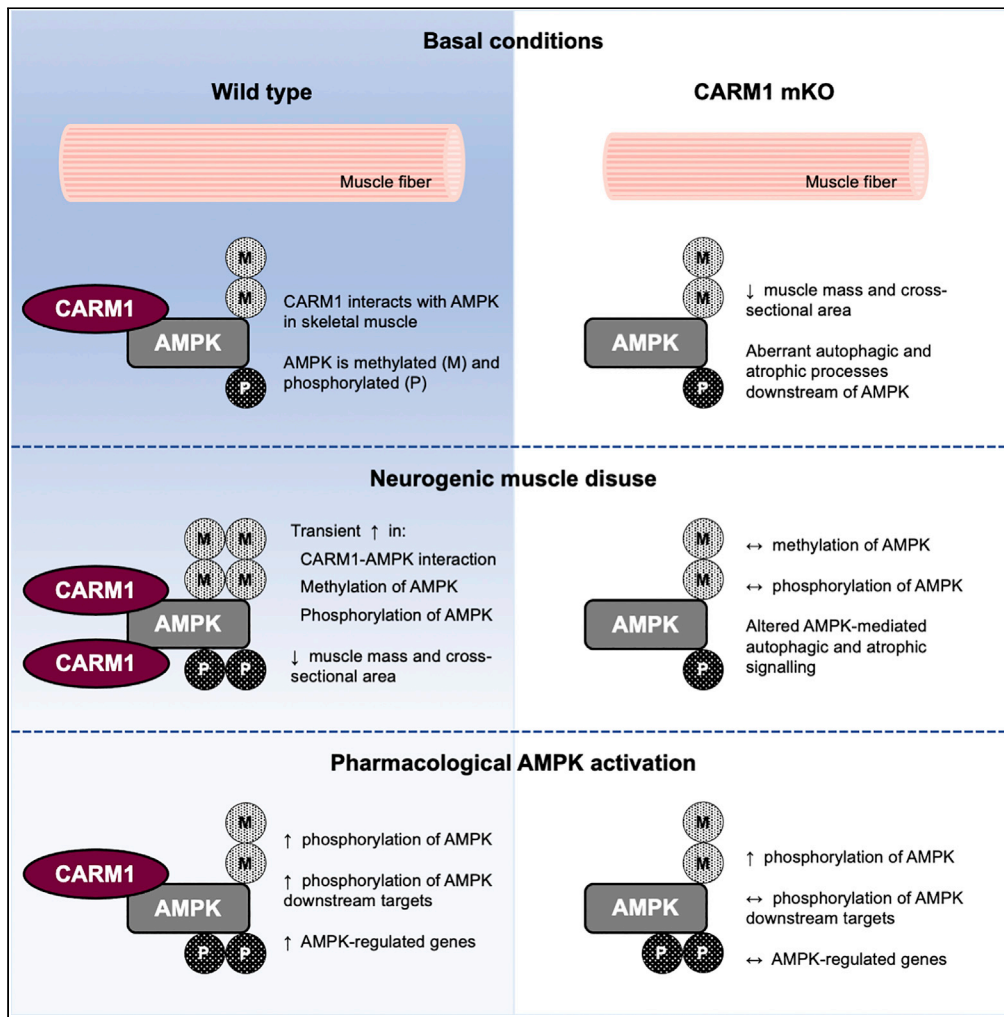 Basal conditions
Wild type
CARM1 mKO
Muscle fiber
Muscle fiber
M
M
CARM1
AMPK
P
CARM1 interacts with AMPK
in skeletal muscle
AMPK is methylated (M) and
phosphorylated (P)
M
M
AMPK
P
↓ muscle mass and cross-
sectional area
Aberrant autophagic and
atrophic processes
downstream of AMPK
Neurogenic muscle disuse
M M
M M
CARM1
AMPK
CARM1
P P
Transient ↑ in:
CARM1-AMPK interaction
Methylation of AMPK
Phosphorylation of AMPK
↓ muscle mass and cross-
sectional area
M
M
AMPK
P
↔ methylation of AMPK
↔ phosphorylation of AMPK
Altered AMPK-mediated
autophagic and atrophic
signalling
Pharmacological AMPK activation
M
M
CARM1
AMPK
P P
↑ phosphorylation of AMPK
↑ phosphorylation of AMPK
downstream targets
↑ AMPK-regulated genes
M
M
AMPK
P P
↑ phosphorylation of AMPK
↔ phosphorylation of AMPK
downstream targets
↔ AMPK-regulated genes